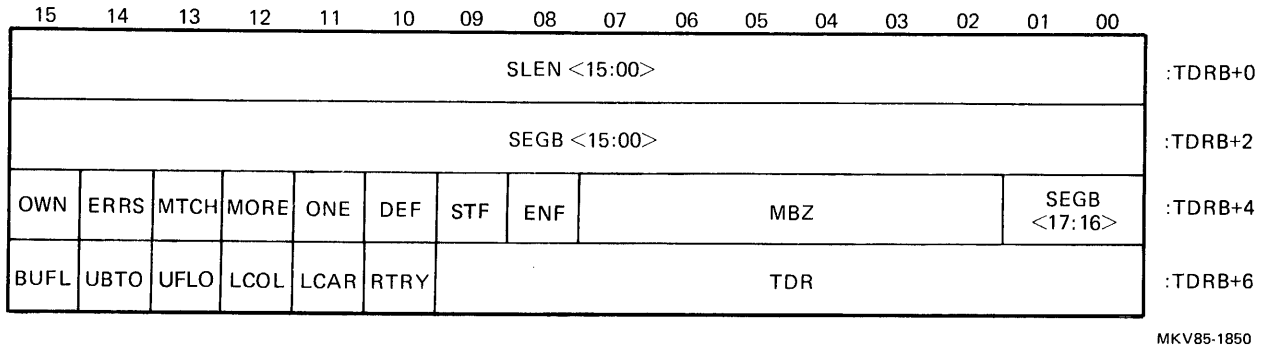 15 14 13 12 11 10 09 08 07 06 05 04 03 02 01 00
SLEN <15:00> :TDRB+0
SEGB <15:00> :TDRB+2
OWN ERRS MTCH MORE ONE DEF STF ENF MBZ SEGB <17:16> :TDRB+4
BUFL UBTO UFLO LCOL LCAR RTRY TDR :TDRB+6
MKV85-1850